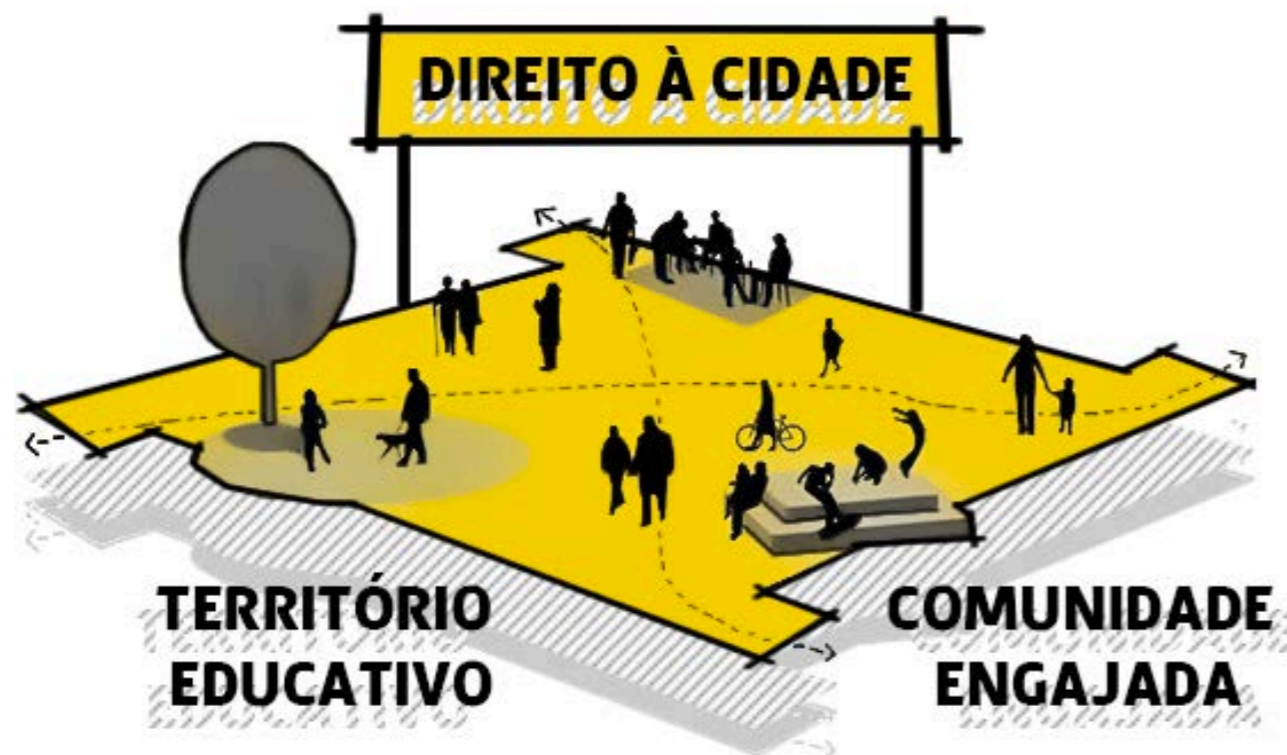 DIREITO À CIDADE
TERRITÓRIO
EDUCATIVO
COMUNIDADE
ENGAJADA